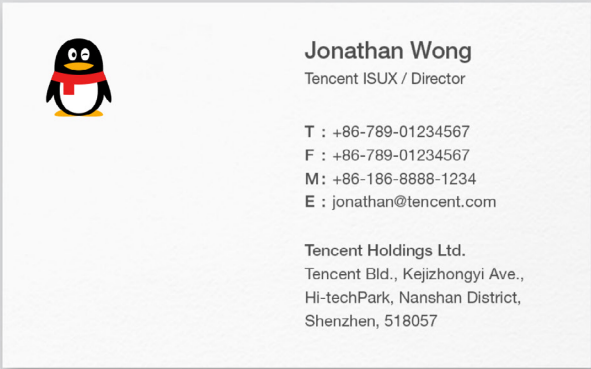 Jonathan Wong
Tencent ISUX / Director
T : +86-789-01234567
F : +86-789-01234567
M : +86-186-8888-1234
E : jonathan@tencent.com
Tencent Holdings Ltd.
Tencent Bld., Kejizhongyi Ave.,
Hi-techPark, Nanshan District,
Shenzhen, 518057